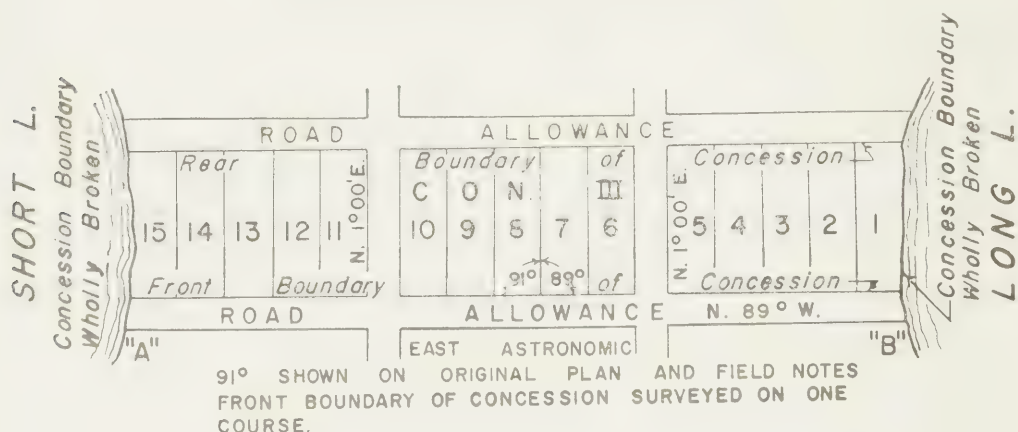 SHORT L.
Concession Boundary
Wholly Broken
ROAD ALLOWANCE
Rear Boundary of Concession
CON. III
15 14 13 12 11 N. 1°00'E. 10 9 8 7 6 N. 1°00'E. 5 4 3 2 1
91° 89°
Front Boundary of Concession
ROAD ALLOWANCE N. 89° W.
"A" "B"
EAST ASTRONOMIC
Concession Boundary
Wholly Broken
LONG L.
91° SHOWN ON ORIGINAL PLAN AND FIELD NOTES
FRONT BOUNDARY OF CONCESSION SURVEYED ON ONE
COURSE.